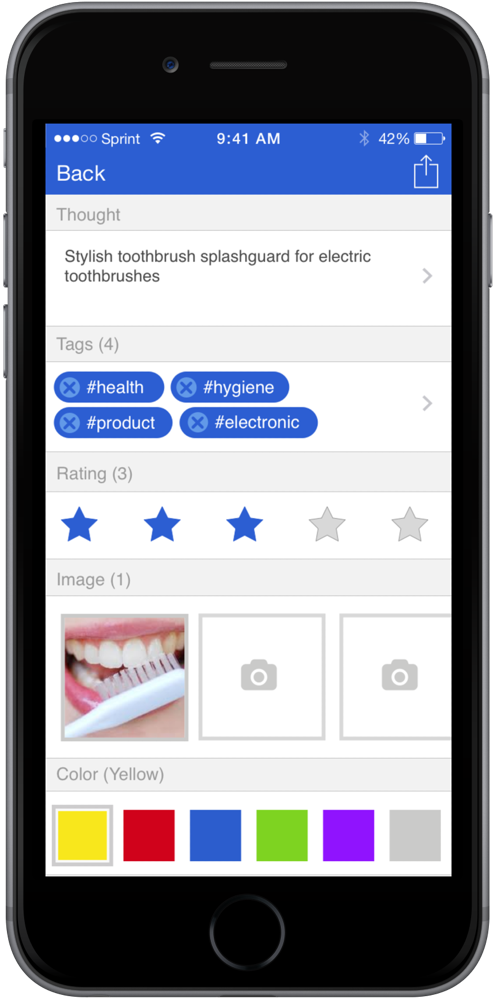 Sprint 9:41 AM 42%
Back
Thought
Stylish toothbrush splashguard for electric
toothbrushes
Tags (4)
#health #hygiene
#product #electronic
Rating (3)
Image (1)
Color (Yellow)